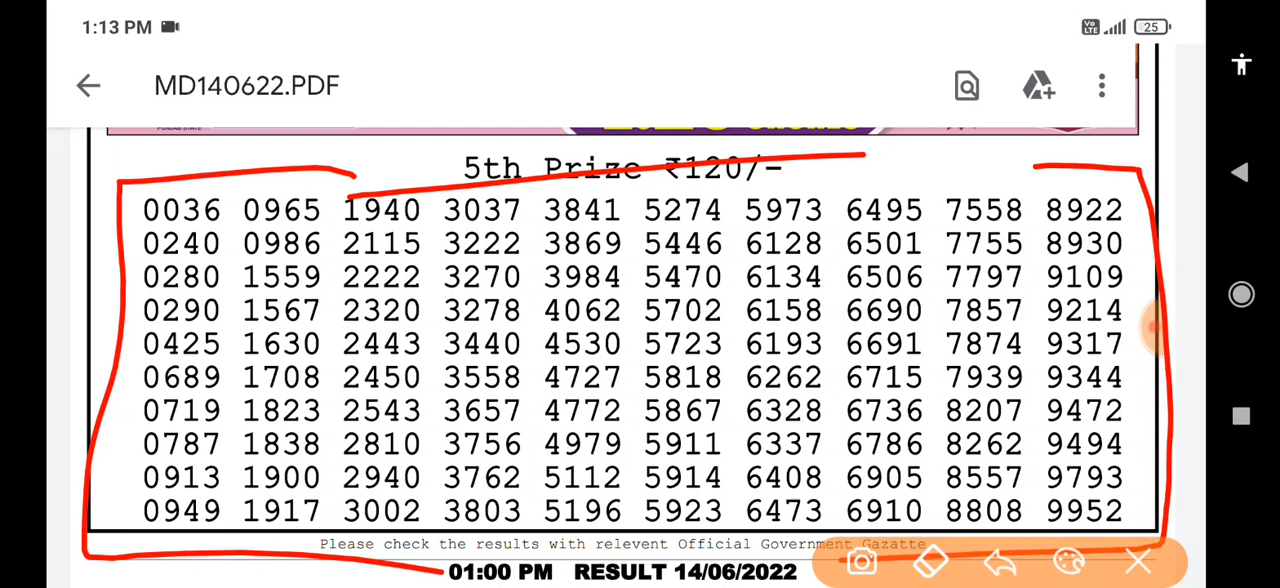 1:13 PM Vo LTE 25
MD140622.PDF
PUNJAB STATE
5th Prize ₹120/-
0036 0965 1940 3037 3841 5274 5973 6495 7558 8922
0240 0986 2115 3222 3869 5446 6128 6501 7755 8930
0280 1559 2222 3270 3984 5470 6134 6506 7797 9109
0290 1567 2320 3278 4062 5702 6158 6690 7857 9214
0425 1630 2443 3440 4530 5723 6193 6691 7874 9317
0689 1708 2450 3558 4727 5818 6262 6715 7939 9344
0719 1823 2543 3657 4772 5867 6328 6736 8207 9472
0787 1838 2810 3756 4979 5911 6337 6786 8262 9494
0913 1900 2940 3762 5112 5914 6408 6905 8557 9793
0949 1917 3002 3803 5196 5923 6473 6910 8808 9952
Please check the results with relevent Official Government Gazatte
01:00 PM RESULT 14/06/2022